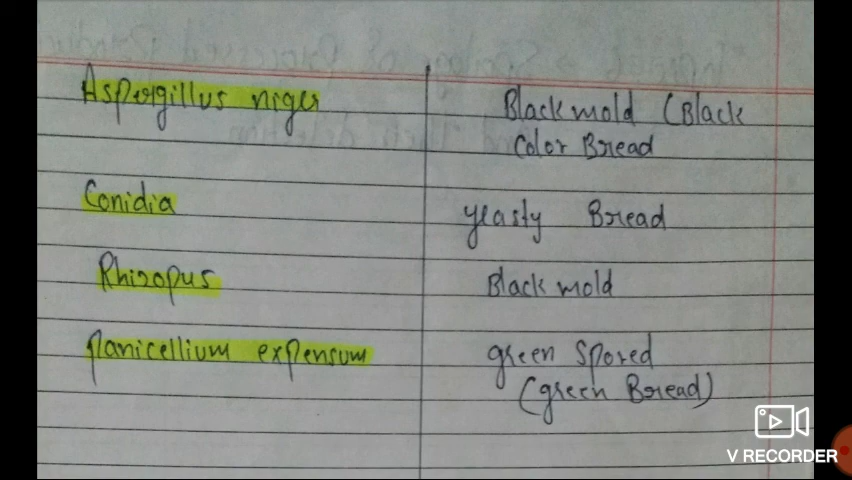 Aspergillus niger Black mold (Black
Color Bread
Conidia yeasty Bread
Rhizopus Black mold
Panicellium expensum green Spored
(green Bread)
V RECORDER